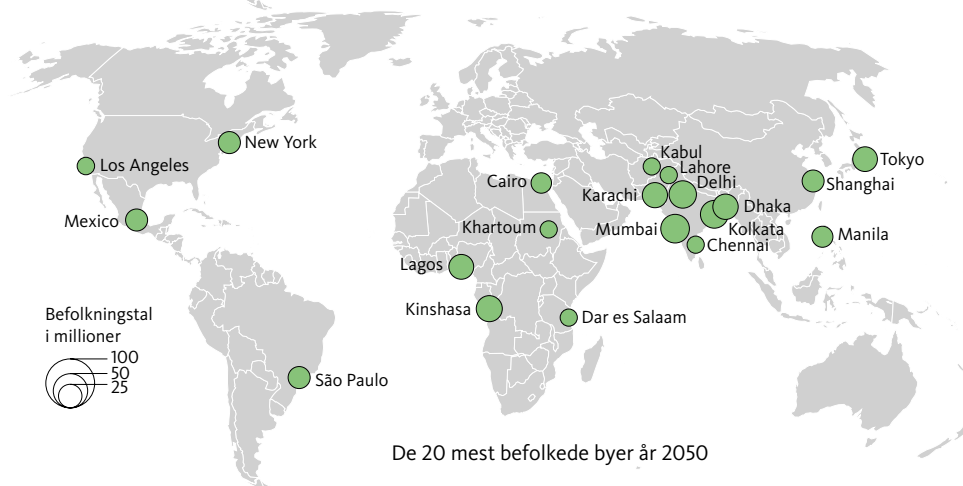 Kabul
New York
Lahore
Tokyo
Los Angeles
Cairo
Delhi
Shanghai
Karachi
Dhaka
Mexico
Khartoum
Mumbai
Kolkata
Manila
Chennai
Lagos
Kinshasa
Dar es Salaam
Befolkningstal
i millioner
100
50
25
São Paulo
De 20 mest befolkede byer år 2050